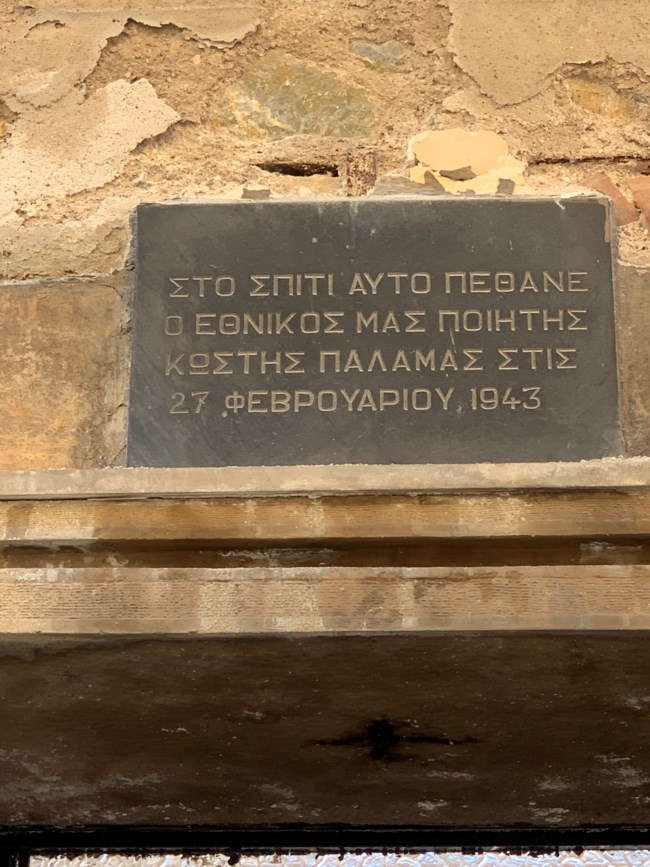 ΣΤΟ ΣΠΙΤΙ ΑΥΤΟ ΠΕΘΑΝΕ
Ο ΕΘΝΙΚΟΣ ΜΑΣ ΠΟΙΗΤΗΣ
ΚΩΣΤΗΣ ΠΑΛΑΜΑΣ ΣΤΙΣ
27 ΦΕΒΡΟΥΑΡΙΟΥ 1943